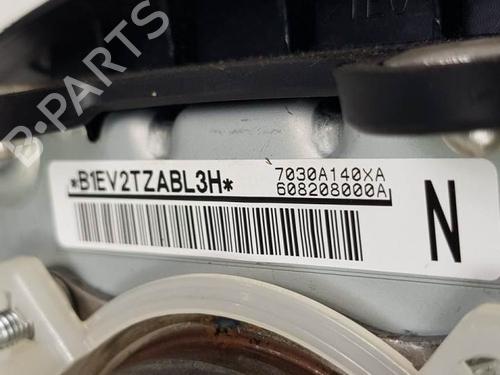 B-PARTS
*B1EV2TZABL3H*
7030A140XA
608208000A
N